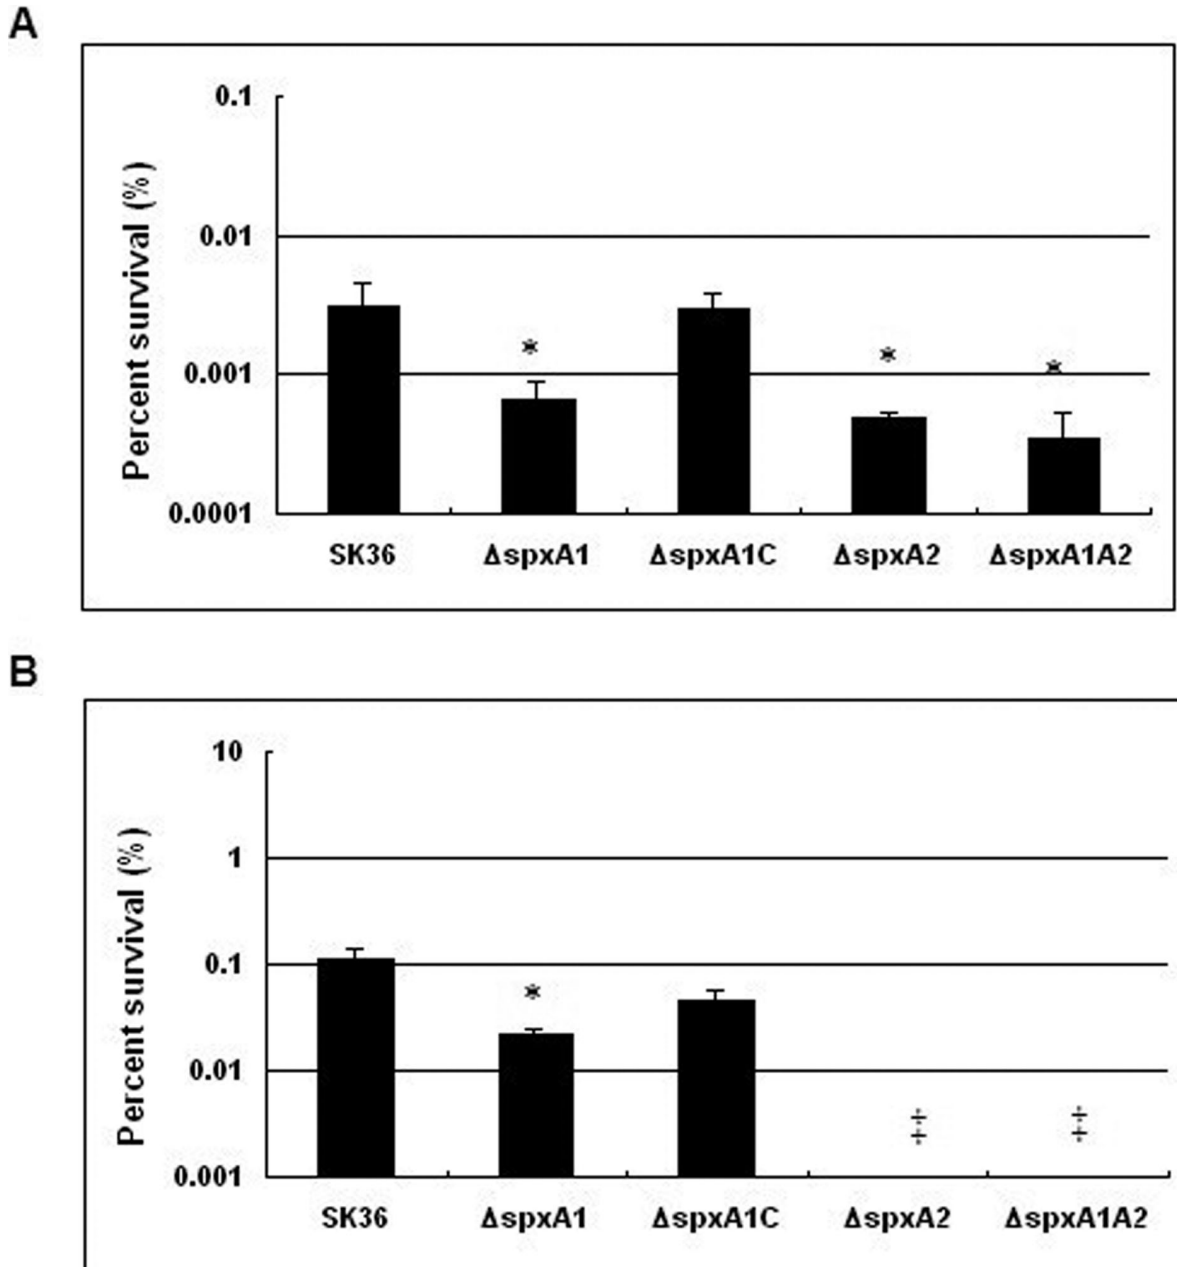 A
Percent survival (%)
0.1
0.01
0.001
0.0001
* * *
SK36 ΔspxA1 ΔspxA1C ΔspxA2 ΔspxA1A2
B
Percent survival (%)
10
1
0.1
0.01
0.001
*
‡ ‡
SK36 ΔspxA1 ΔspxA1C ΔspxA2 ΔspxA1A2